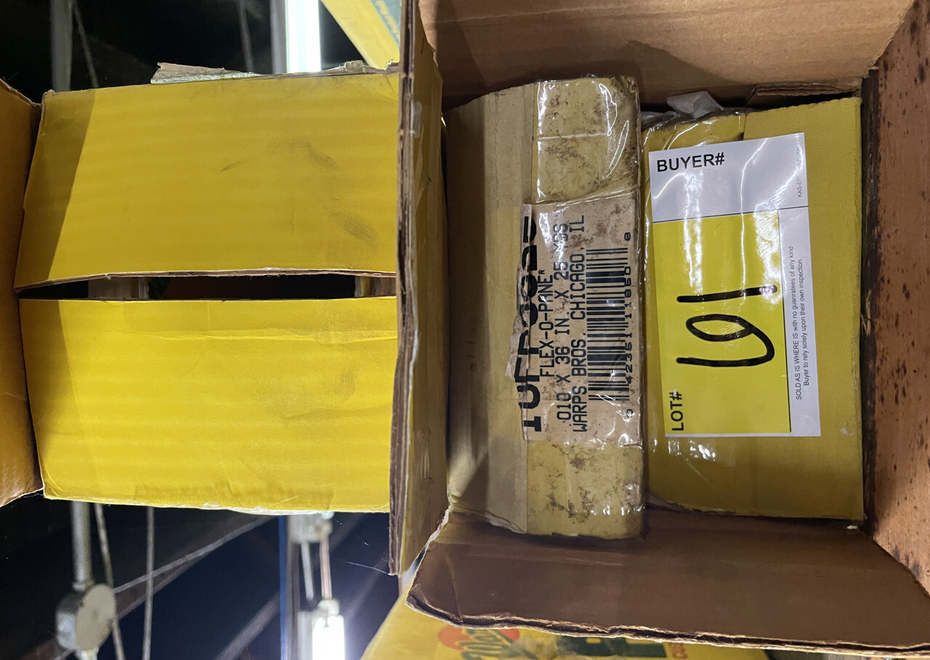 FLEX-O-PANE
.010 X 36 IN. X 25 YDS
WARPS BROS CHICAGO, IL
BUYER#
LOT#
161
SOLD AS IS WHERE IS with no guarantees of any kind
Buyer to rely solely upon their own inspection.